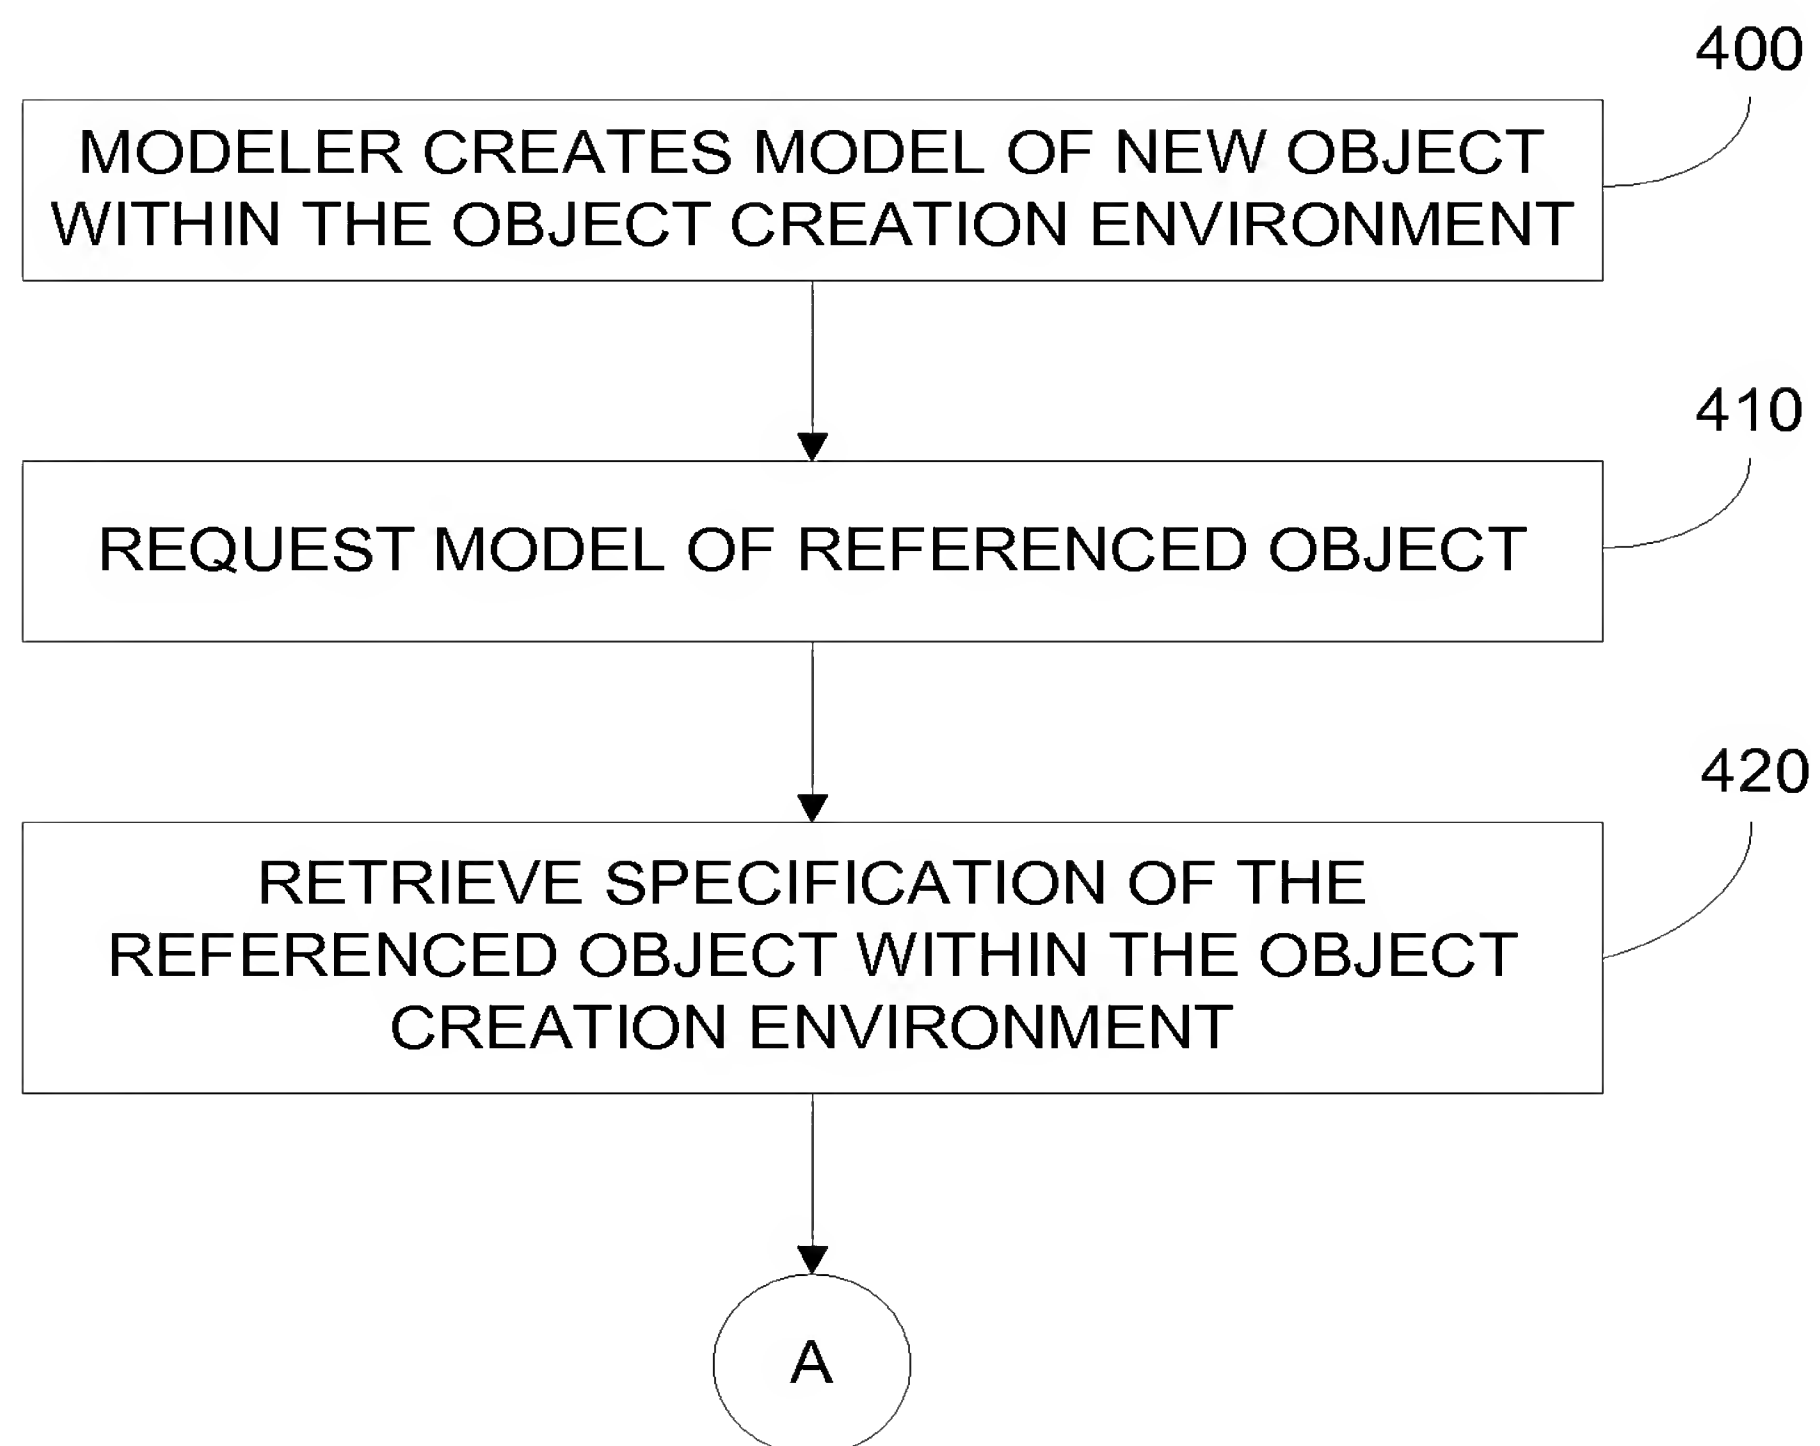 400
MODELER CREATES MODEL OF NEW OBJECT
WITHIN THE OBJECT CREATION ENVIRONMENT
410
REQUEST MODEL OF REFERENCED OBJECT
420
RETRIEVE SPECIFICATION OF THE
REFERENCED OBJECT WITHIN THE OBJECT
CREATION ENVIRONMENT
A